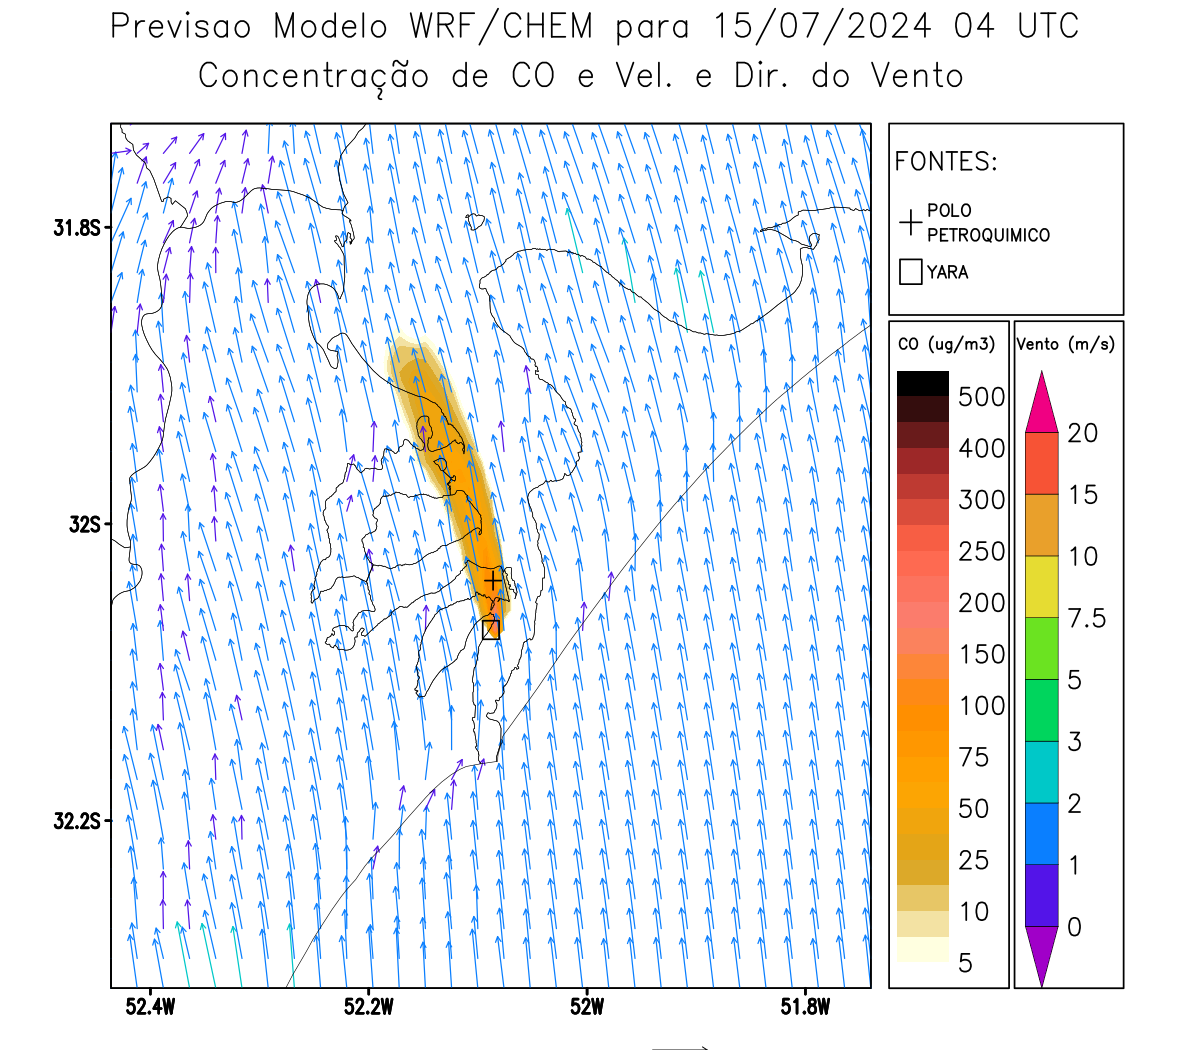 Previsao Modelo WRF/CHEM para 15/07/2024 04 UTC
Concentração de CO e Vel. e Dir. do Vento
FONTES:
POLO
PETROQUIMICO
YARA
31.8S
32S
32.2S
52.4W 52.2W 52W 51.8W
CO (ug/m3)
500
400
300
250
200
150
100
75
50
25
10
5
Vento (m/s)
20
15
10
7.5
5
3
2
1
0